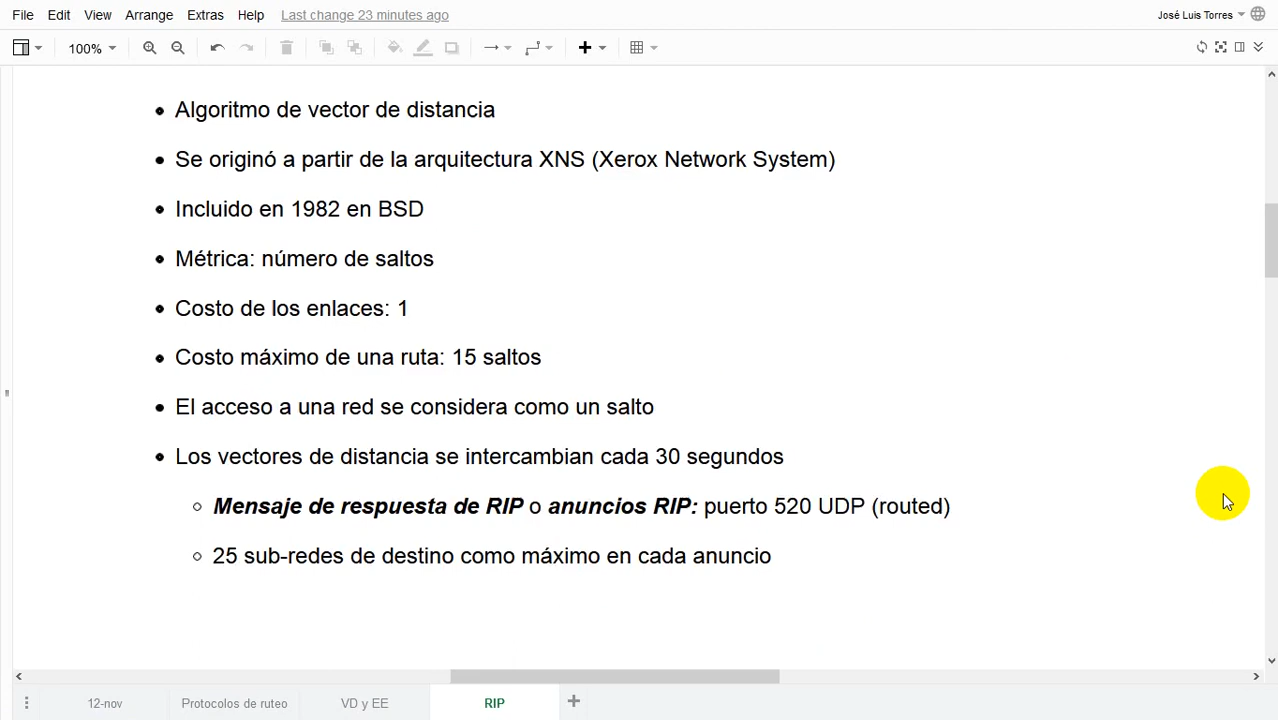 File Edit View Arrange Extras Help Last change 23 minutes ago José Luis Torres
100%
Algoritmo de vector de distancia
Se originó a partir de la arquitectura XNS (Xerox Network System)
Incluido en 1982 en BSD
Métrica: número de saltos
Costo de los enlaces: 1
Costo máximo de una ruta: 15 saltos
El acceso a una red se considera como un salto
Los vectores de distancia se intercambian cada 30 segundos
Mensaje de respuesta de RIP o anuncios RIP: puerto 520 UDP (routed)
25 sub-redes de destino como máximo en cada anuncio
12-nov Protocolos de ruteo VD y EE RIP